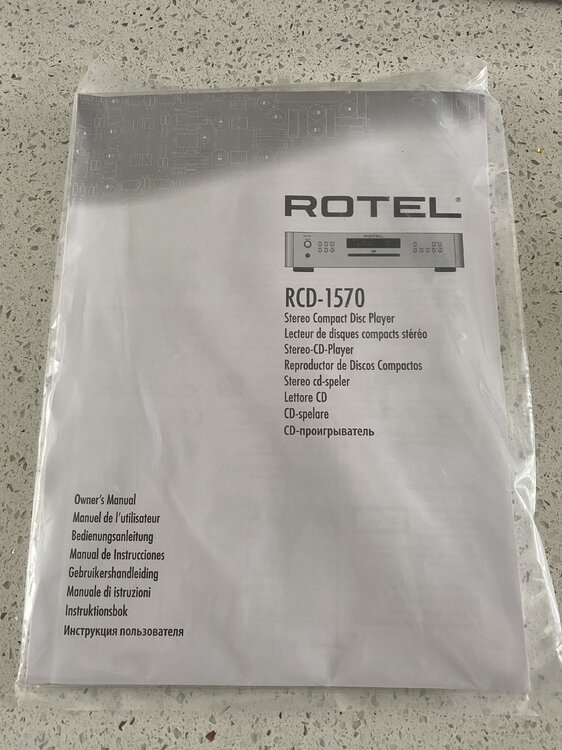 ROTEL®
RCD-1570
Stereo Compact Disc Player
Lecteur de disques compacts stéréo
Stereo-CD-Player
Reproductor de Discos Compactos
Stereo cd-speler
Lettore CD
CD-spelare
CD-проигрыватель
Owner's Manual
Manuel de l'utilisateur
Bedienungsanleitung
Manual de Instrucciones
Gebruikershandleiding
Manuale di istruzioni
Instruktionsbok
Инструкция пользователя